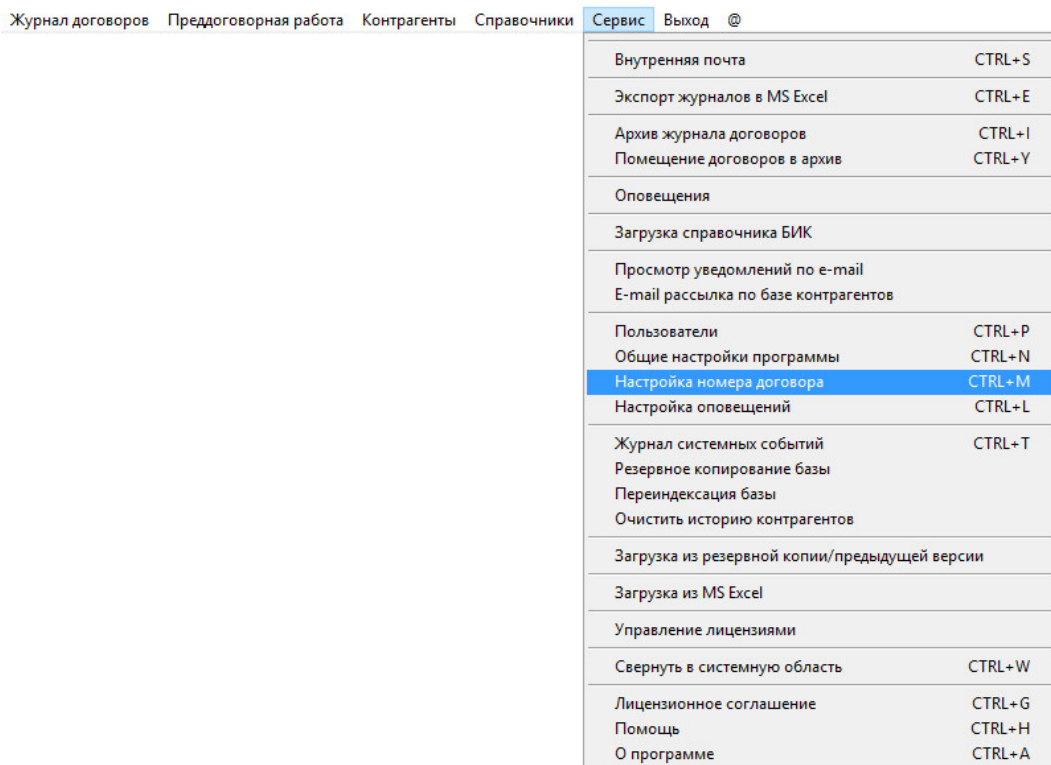 Журнал договоров Преддоговорная работа Контрагенты Справочники Сервис Выход @
Внутренняя почта CTRL+S
Экспорт журналов в MS Excel CTRL+E
Архив журнала договоров CTRL+I
Помещение договоров в архив CTRL+Y
Оповещения
Загрузка справочника БИК
Просмотр уведомлений по e-mail
E-mail рассылка по базе контрагентов
Пользователи CTRL+P
Общие настройки программы CTRL+N
Настройка номера договора CTRL+M
Настройка оповещений CTRL+L
Журнал системных событий CTRL+T
Резервное копирование базы
Переиндексация базы
Очистить историю контрагентов
Загрузка из резервной копии/предыдущей версии
Загрузка из MS Excel
Управление лицензиями
Свернуть в системную область CTRL+W
Лицензионное соглашение CTRL+G
Помощь CTRL+H
О программе CTRL+A